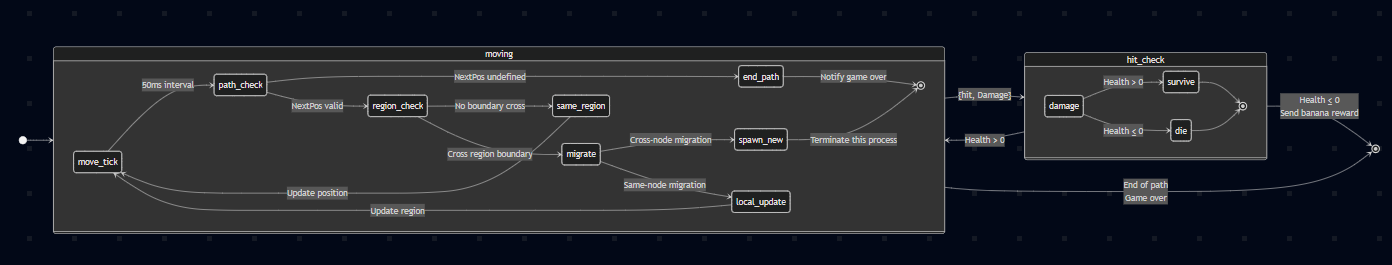 moving
50ms interval
path_check
NextPos undefined
end_path
Notify game over
NextPos valid
region_check
No boundary cross
same_region
move_tick
Cross region boundary
migrate
Cross-node migration
spawn_new
Terminate this process
Same-node migration
local_update
Update position
Update region
{hit, Damage}
Health > 0
hit_check
damage
Health > 0
survive
Health ≤ 0
die
Health ≤ 0
Send banana reward
End of path
Game over